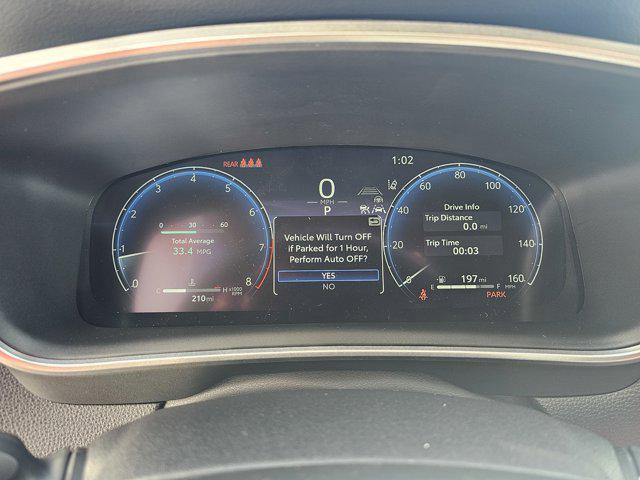 REAR
1:02
0
MPH
P
0 1 2 3 4 5 6 7 8
x1000
RPM
0 30 60
Total Average
33.4 MPG
C H
210 mi
Vehicle Will Turn OFF
if Parked for 1 Hour,
Perform Auto OFF?
YES
NO
0 20 40 60 80 100 120 140 160
MPH
Drive Info
Trip Distance
0.0 mi
Trip Time
00:03
197 mi
E F
PARK